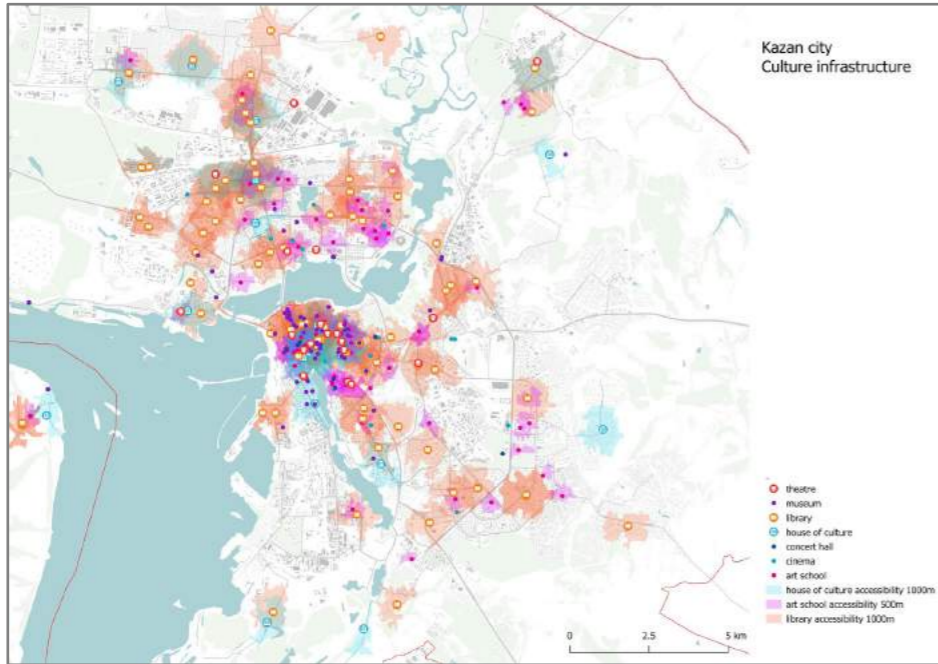 Kazan city
Culture infrastructure
theatre
museum
library
house of culture
concert hall
cinema
art school
house of culture accessibility 1000m
art school accessibility 500m
library accessibility 1000m
0 2.5 5 km